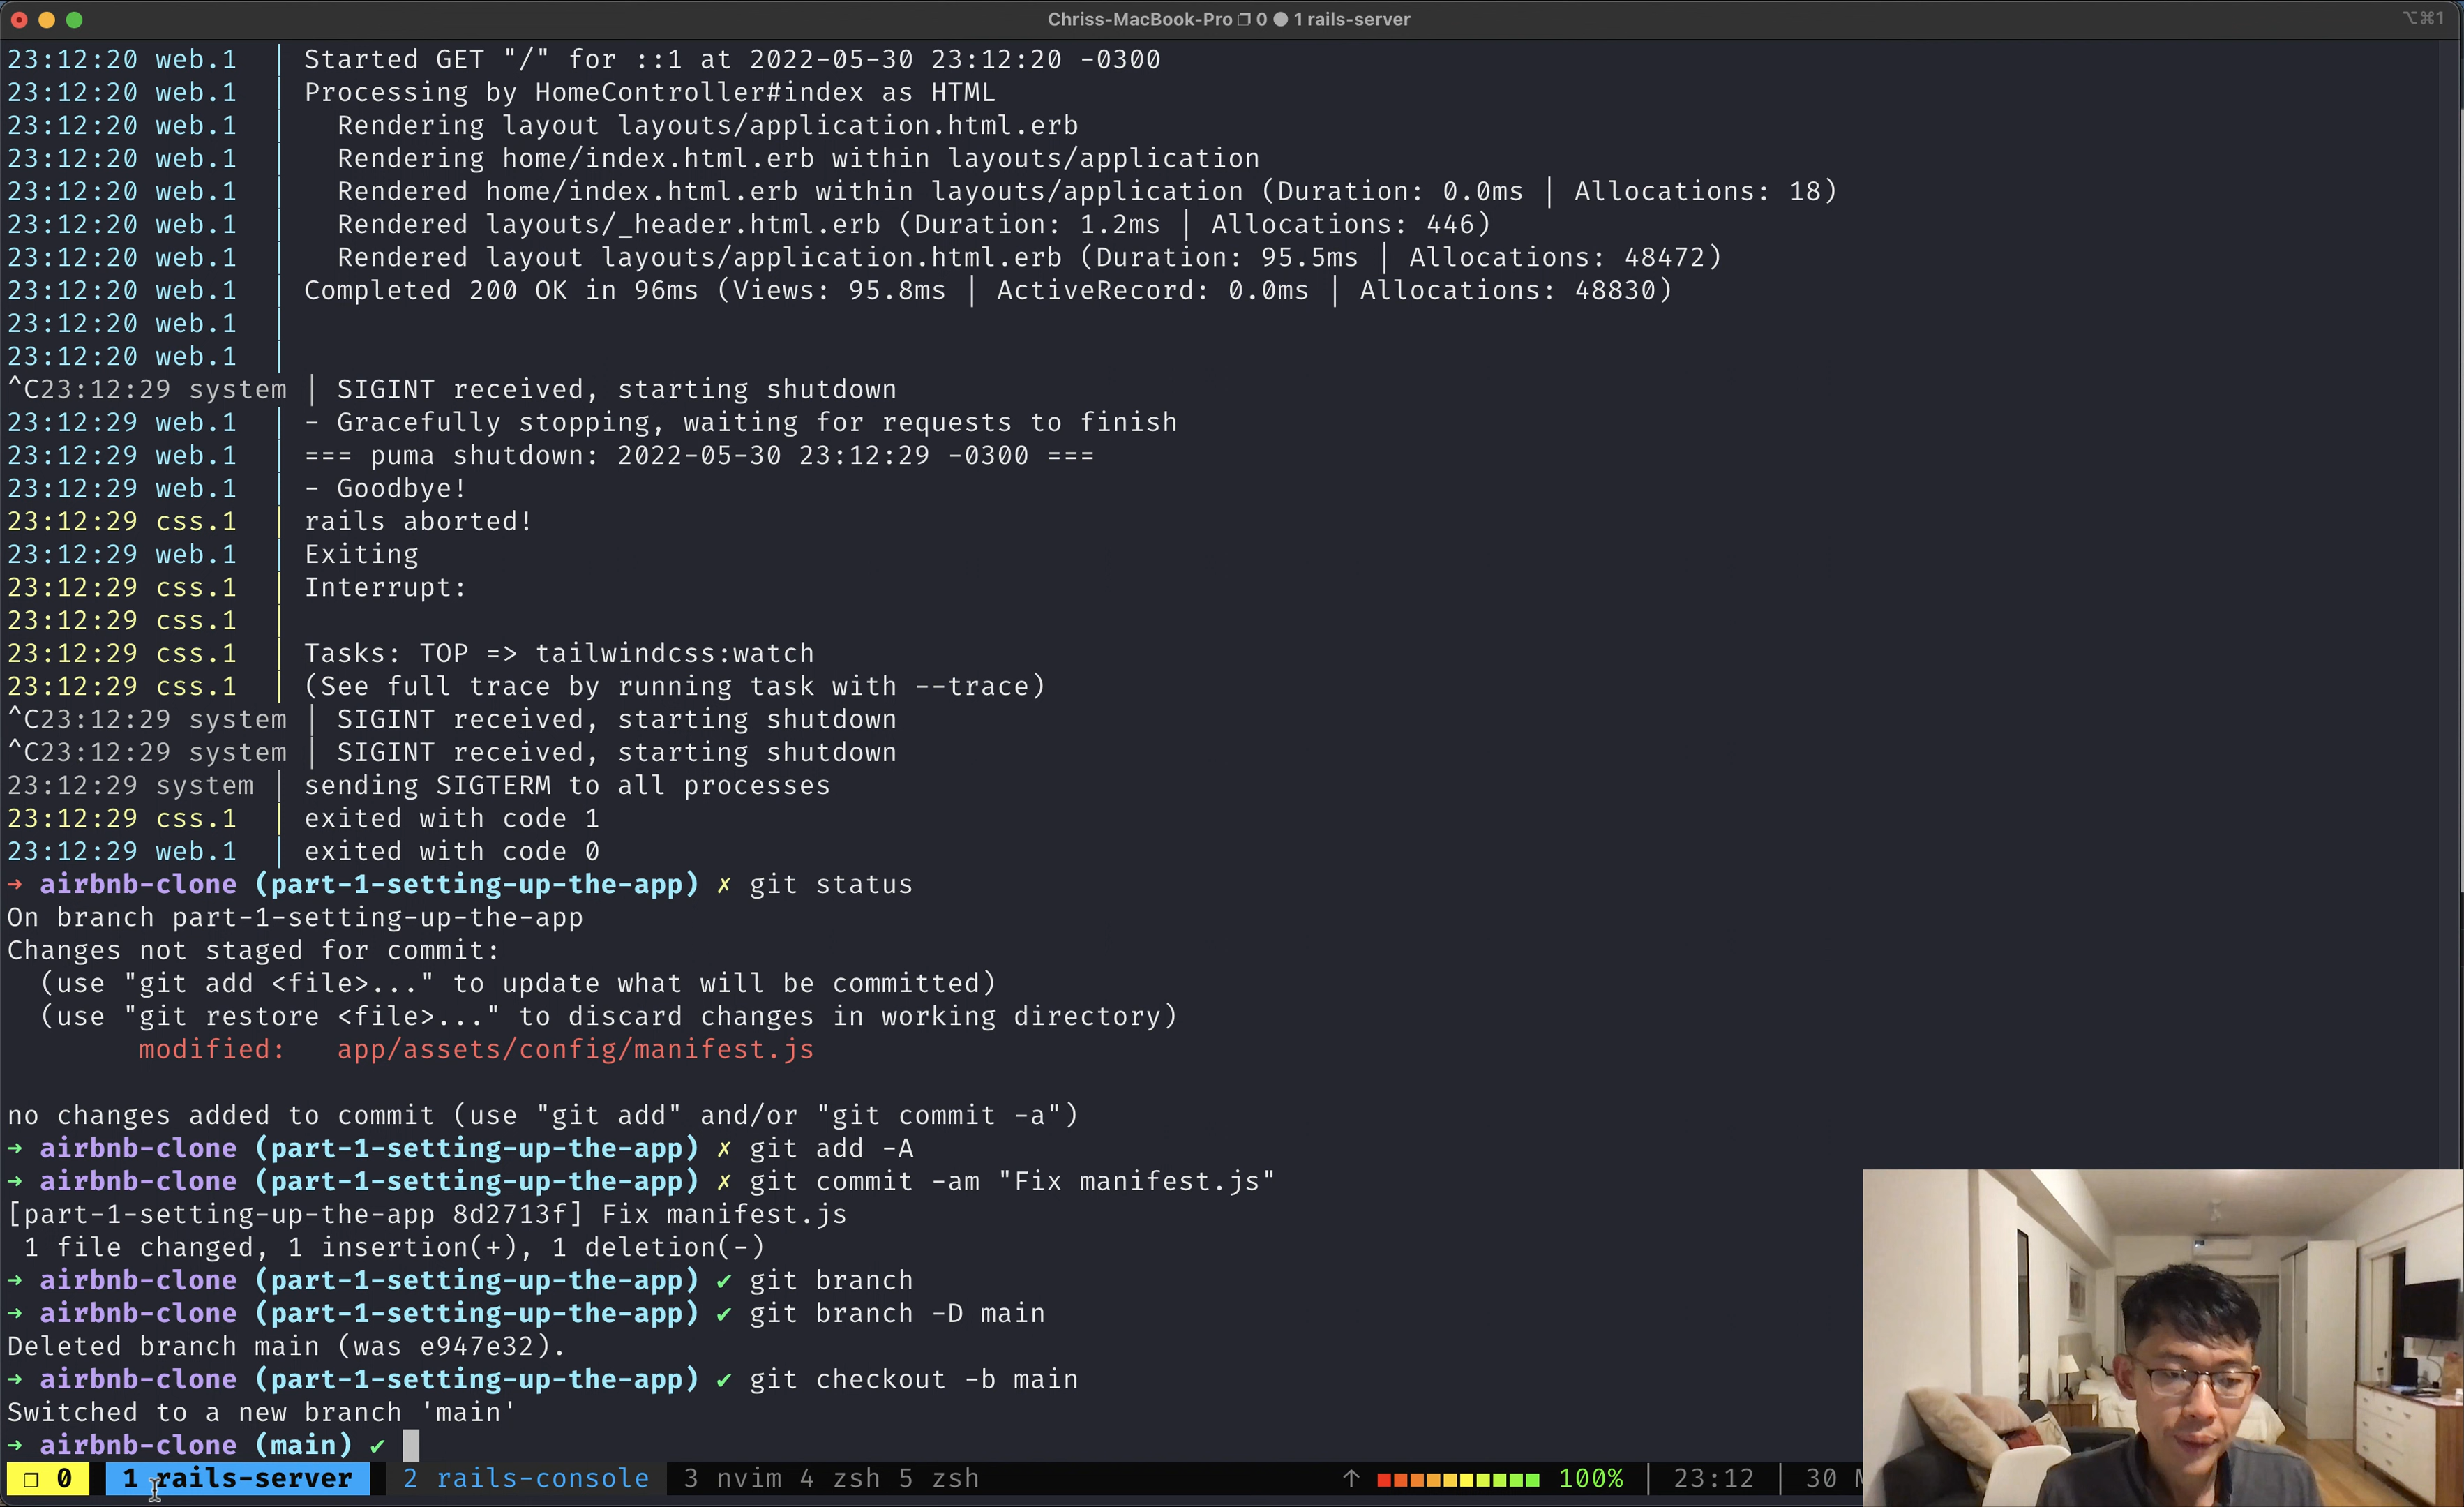 Chriss-MacBook-Pro ❐ 0 ● 1 rails-server
⌥⌘1
23:12:20 web.1  | Started GET "/" for ::1 at 2022-05-30 23:12:20 -0300
23:12:20 web.1  | Processing by HomeController#index as HTML
23:12:20 web.1  |   Rendering layout layouts/application.html.erb
23:12:20 web.1  |   Rendering home/index.html.erb within layouts/application
23:12:20 web.1  |   Rendered home/index.html.erb within layouts/application (Duration: 0.0ms | Allocations: 18)
23:12:20 web.1  |   Rendered layouts/_header.html.erb (Duration: 1.2ms | Allocations: 446)
23:12:20 web.1  |   Rendered layout layouts/application.html.erb (Duration: 95.5ms | Allocations: 48472)
23:12:20 web.1  | Completed 200 OK in 96ms (Views: 95.8ms | ActiveRecord: 0.0ms | Allocations: 48830)
23:12:20 web.1  |
23:12:20 web.1  |
^C23:12:29 system | SIGINT received, starting shutdown
23:12:29 web.1  | - Gracefully stopping, waiting for requests to finish
23:12:29 web.1  | === puma shutdown: 2022-05-30 23:12:29 -0300 ===
23:12:29 web.1  | - Goodbye!
23:12:29 css.1  | rails aborted!
23:12:29 web.1  | Exiting
23:12:29 css.1  | Interrupt:
23:12:29 css.1  |
23:12:29 css.1  | Tasks: TOP => tailwindcss:watch
23:12:29 css.1  | (See full trace by running task with --trace)
^C23:12:29 system | SIGINT received, starting shutdown
^C23:12:29 system | SIGINT received, starting shutdown
23:12:29 system | sending SIGTERM to all processes
23:12:29 css.1  | exited with code 1
23:12:29 web.1  | exited with code 0
→ airbnb-clone (part-1-setting-up-the-app) ✗ git status
On branch part-1-setting-up-the-app
Changes not staged for commit:
  (use "git add <file>..." to update what will be committed)
  (use "git restore <file>..." to discard changes in working directory)
        modified:   app/assets/config/manifest.js
no changes added to commit (use "git add" and/or "git commit -a")
→ airbnb-clone (part-1-setting-up-the-app) ✗ git add -A
→ airbnb-clone (part-1-setting-up-the-app) ✗ git commit -am "Fix manifest.js"
[part-1-setting-up-the-app 8d2713f] Fix manifest.js
 1 file changed, 1 insertion(+), 1 deletion(-)
→ airbnb-clone (part-1-setting-up-the-app) ✔ git branch
→ airbnb-clone (part-1-setting-up-the-app) ✔ git branch -D main
Deleted branch main (was e947e32).
→ airbnb-clone (part-1-setting-up-the-app) ✔ git checkout -b main
Switched to a new branch 'main'
→ airbnb-clone (main) ✔
❐ 0 1 rails-server 2 rails-console 3 nvim 4 zsh 5 zsh ↑ 100% | 23:12 | 30